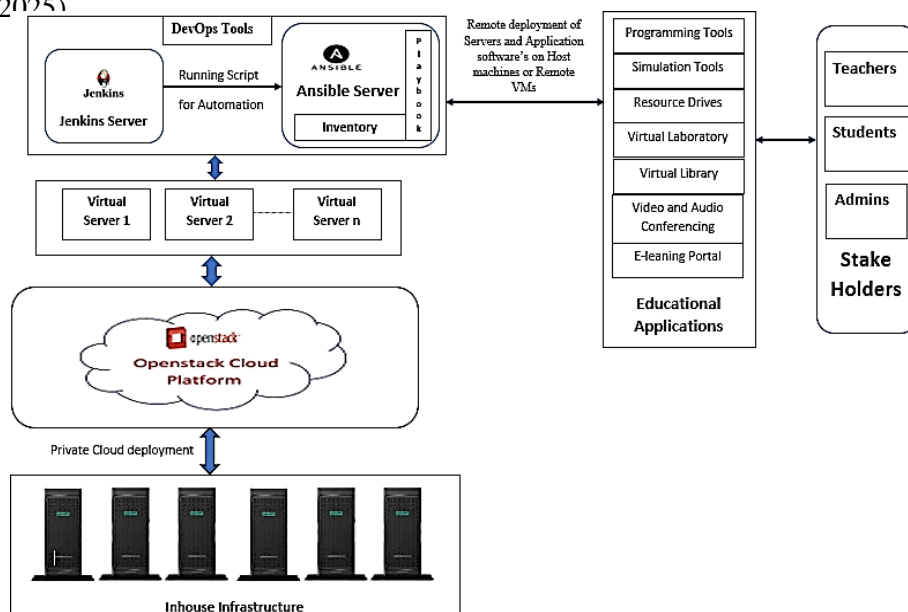 2025)
DevOps Tools
Jenkins
Jenkins Server
Running Script
for Automation
ANSIBLE
Ansible Server
Inventory
Playbook
Remote deployment of
Servers and Application
software's on Host
machines or Remote
VMs
Programming Tools
Simulation Tools
Resource Drives
Virtual Laboratory
Virtual Library
Video and Audio
Conferencing
E-leaning Portal
Educational
Applications
Teachers
Students
Admins
Stake
Holders
Virtual
Server 1
Virtual
Server 2
Virtual
Server n
openstack
Openstack Cloud
Platform
Private Cloud deployment
Inhouse Infrastructure